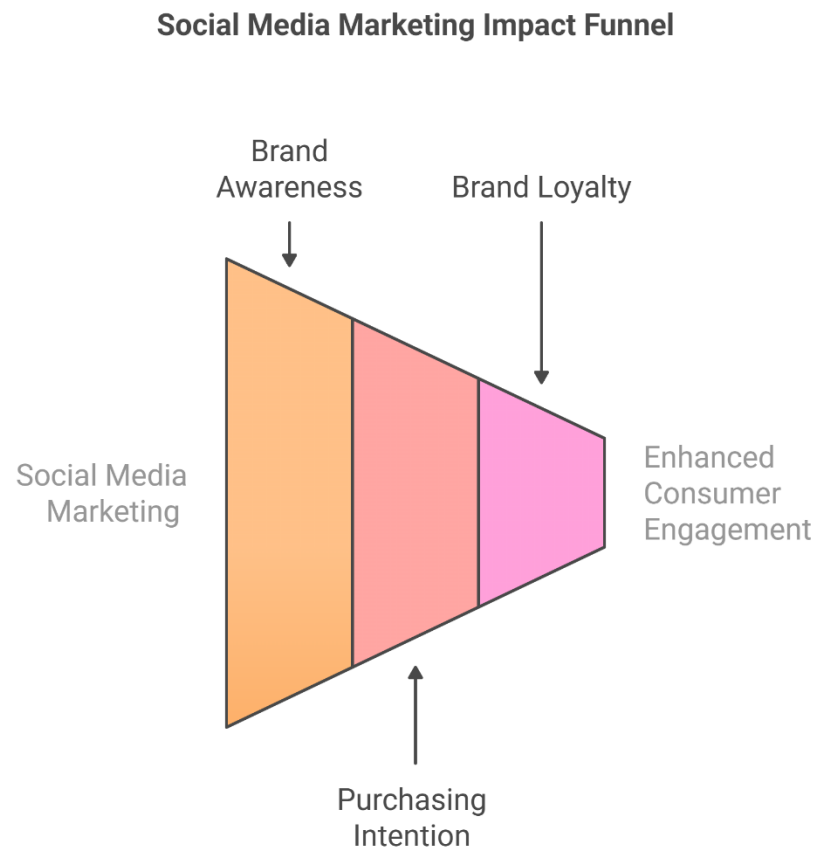 Social Media Marketing Impact Funnel
Brand
Awareness
Brand Loyalty
Social Media
Marketing
Enhanced
Consumer
Engagement
Purchasing
Intention